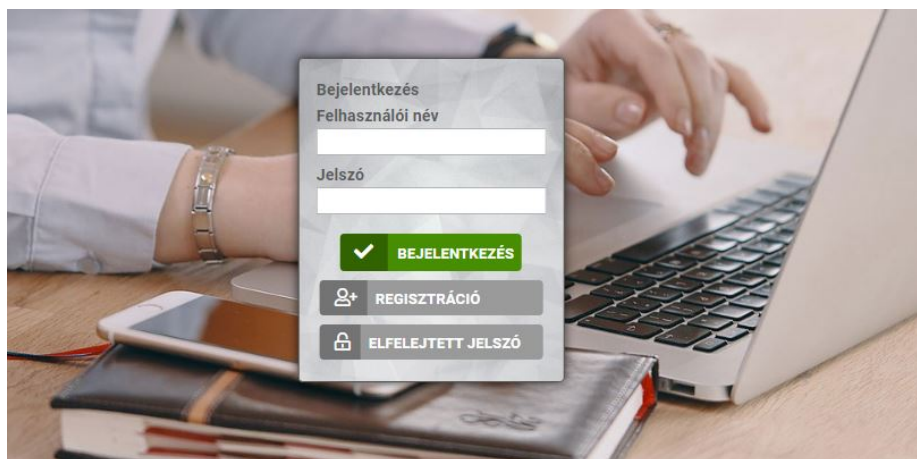 Bejelentkezés
Felhasználói név
Jelszó
BEJELENTKEZÉS
REGISZTRÁCIÓ
ELFELEJTETT JELSZÓ